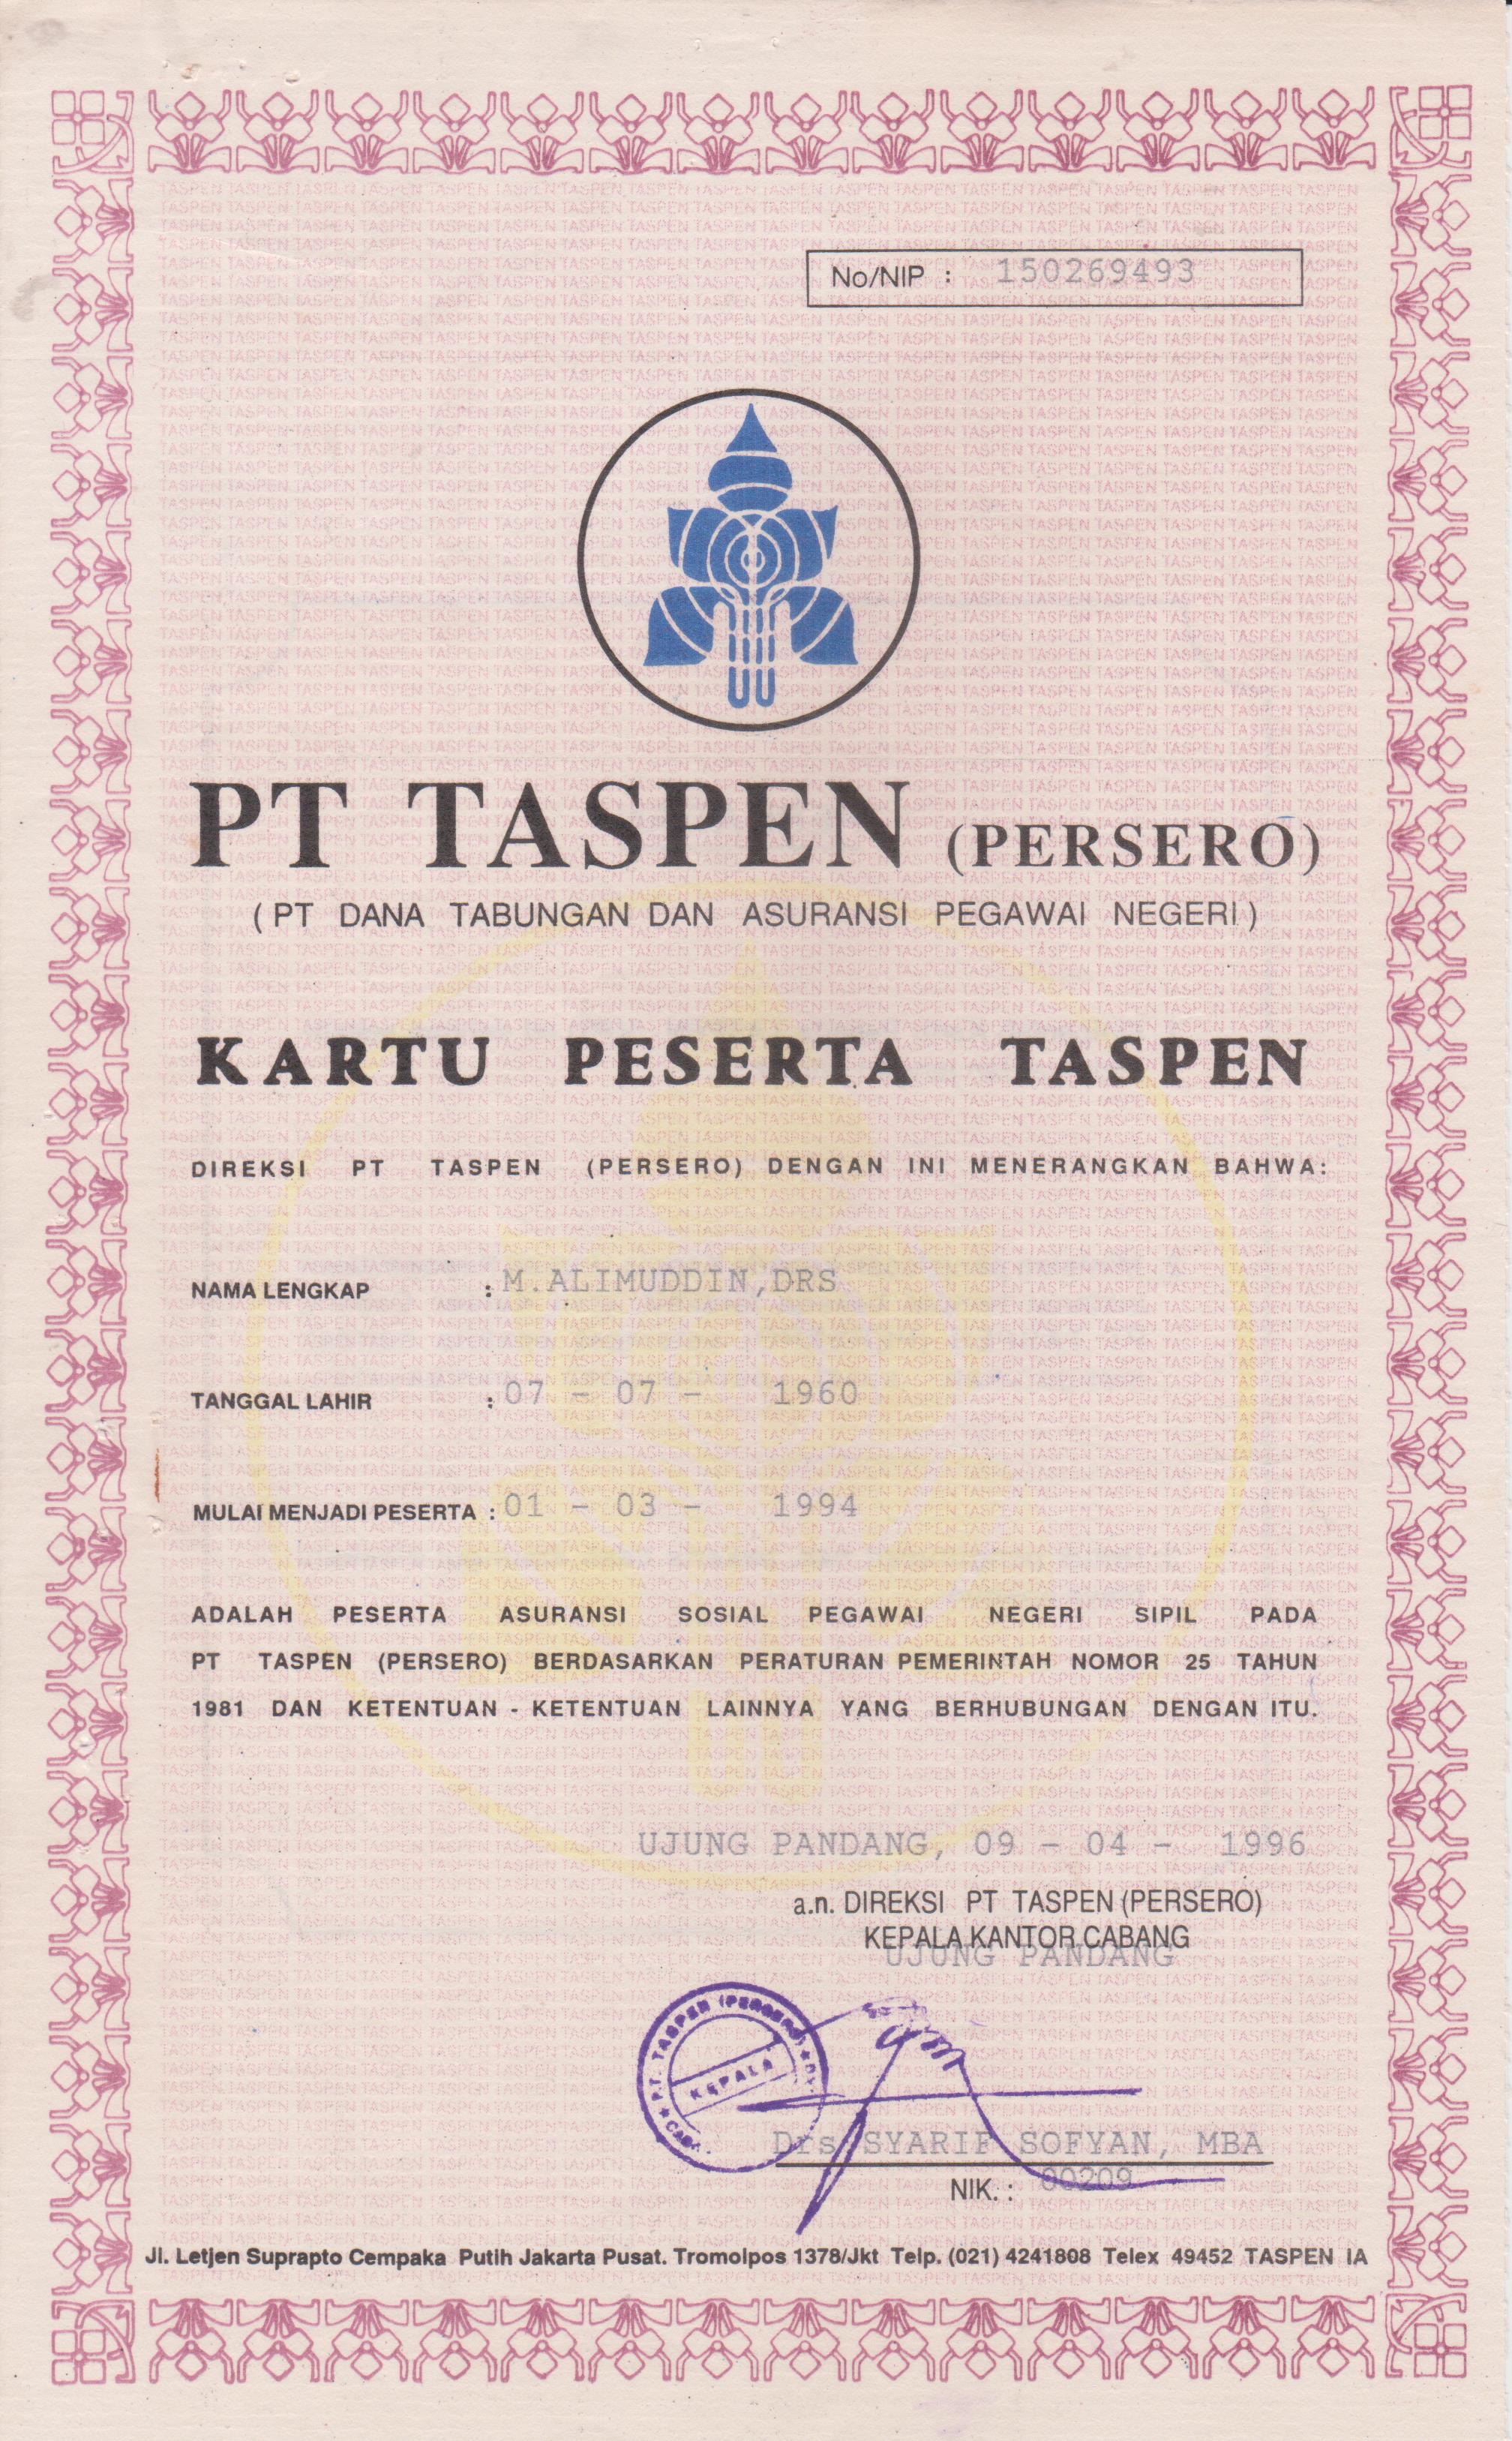 No/NIP : 150269493
PT TASPEN (PERSERO)
( PT DANA TABUNGAN DAN ASURANSI PEGAWAI NEGERI )
KARTU PESERTA TASPEN
DIREKSI PT TASPEN (PERSERO) DENGAN INI MENERANGKAN BAHWA:
NAMA LENGKAP : M.ALIMUDDIN,DRS
TANGGAL LAHIR : 07 - 07 - 1960
MULAI MENJADI PESERTA : 01 - 03 - 1994
ADALAH PESERTA ASURANSI SOSIAL PEGAWAI NEGERI SIPIL PADA
PT TASPEN (PERSERO) BERDASARKAN PERATURAN PEMERINTAH NOMOR 25 TAHUN
1981 DAN KETENTUAN - KETENTUAN LAINNYA YANG BERHUBUNGAN DENGAN ITU.
UJUNG PANDANG, 09 - 04 - 1996
a.n. DIREKSI PT TASPEN (PERSERO)
KEPALA KANTOR CABANG
UJUNG PANDANG
P.T. TASPEN (PERSERO)
KEPALA
Drs SYARIF SOFYAN, MBA
NIK. : 00209
Jl. Letjen Suprapto Cempaka Putih Jakarta Pusat. Tromolpos 1378/Jkt Telp. (021) 4241808 Telex 49452 TASPEN IA